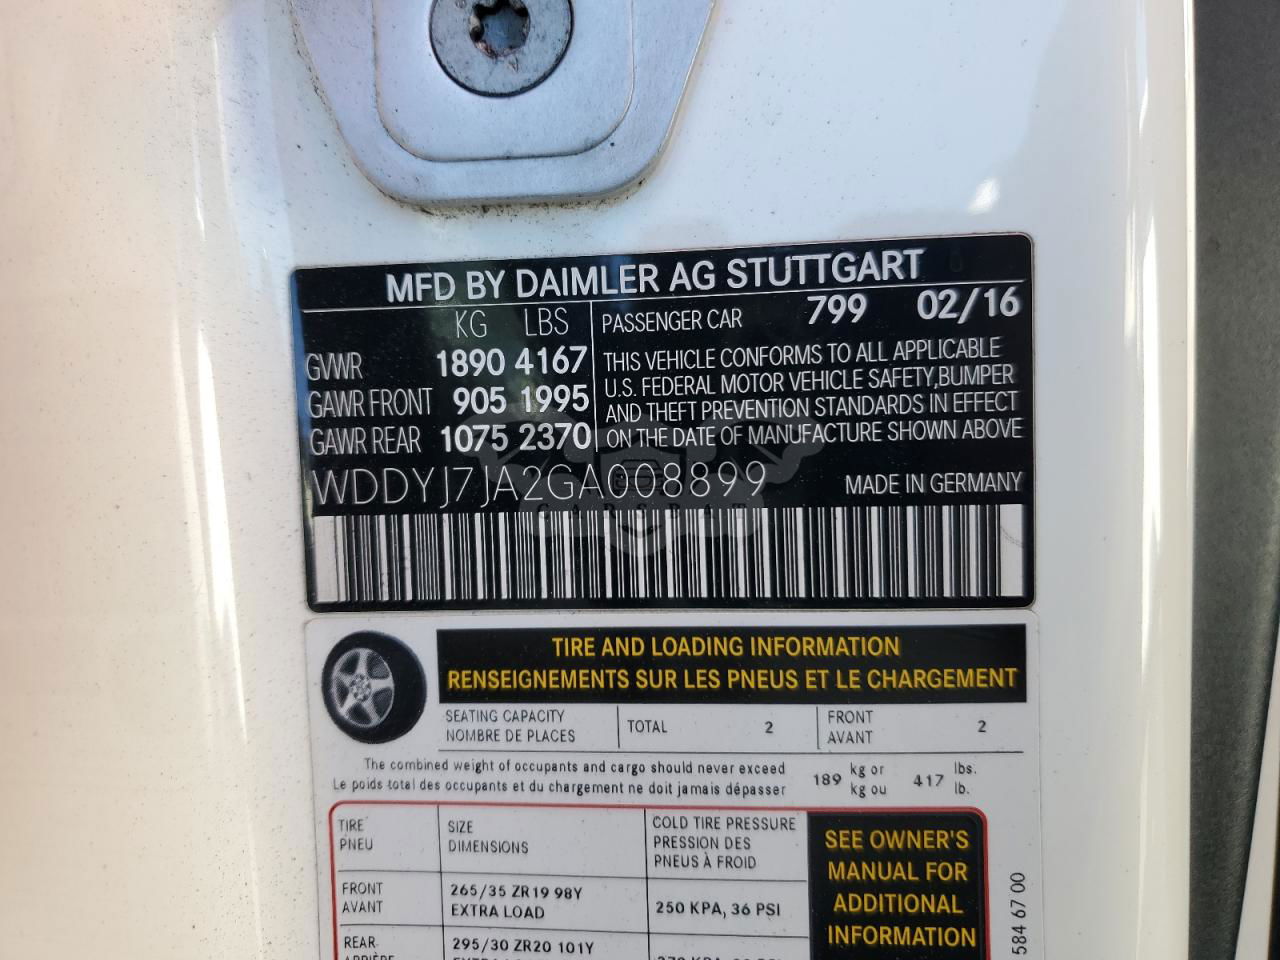 MFD BY DAIMLER AG STUTTGART
KG LBS
PASSENGER CAR 799 02/16
GVWR 1890 4167
GAWR FRONT 905 1995
GAWR REAR 1075 2370
THIS VEHICLE CONFORMS TO ALL APPLICABLE
U.S. FEDERAL MOTOR VEHICLE SAFETY,BUMPER
AND THEFT PREVENTION STANDARDS IN EFFECT
ON THE DATE OF MANUFACTURE SHOWN ABOVE
WDDYJ7JA2GA008899 MADE IN GERMANY
CARSBAT
TIRE AND LOADING INFORMATION
RENSEIGNEMENTS SUR LES PNEUS ET LE CHARGEMENT
SEATING CAPACITY
NOMBRE DE PLACES
TOTAL 2
FRONT
AVANT
2
The combined weight of occupants and cargo should never exceed
Le poids total des occupants et du chargement ne doit jamais dépasser
189 kg or 417 lbs.
kg ou lb.
TIRE
PNEU
SIZE
DIMENSIONS
COLD TIRE PRESSURE
PRESSION DES
PNEUS À FROID
SEE OWNER'S
MANUAL FOR
ADDITIONAL
INFORMATION
FRONT
AVANT
265/35 ZR19 98Y
EXTRA LOAD
250 KPA, 36 PSI
REAR
295/30 ZR20 101Y
584 67 00